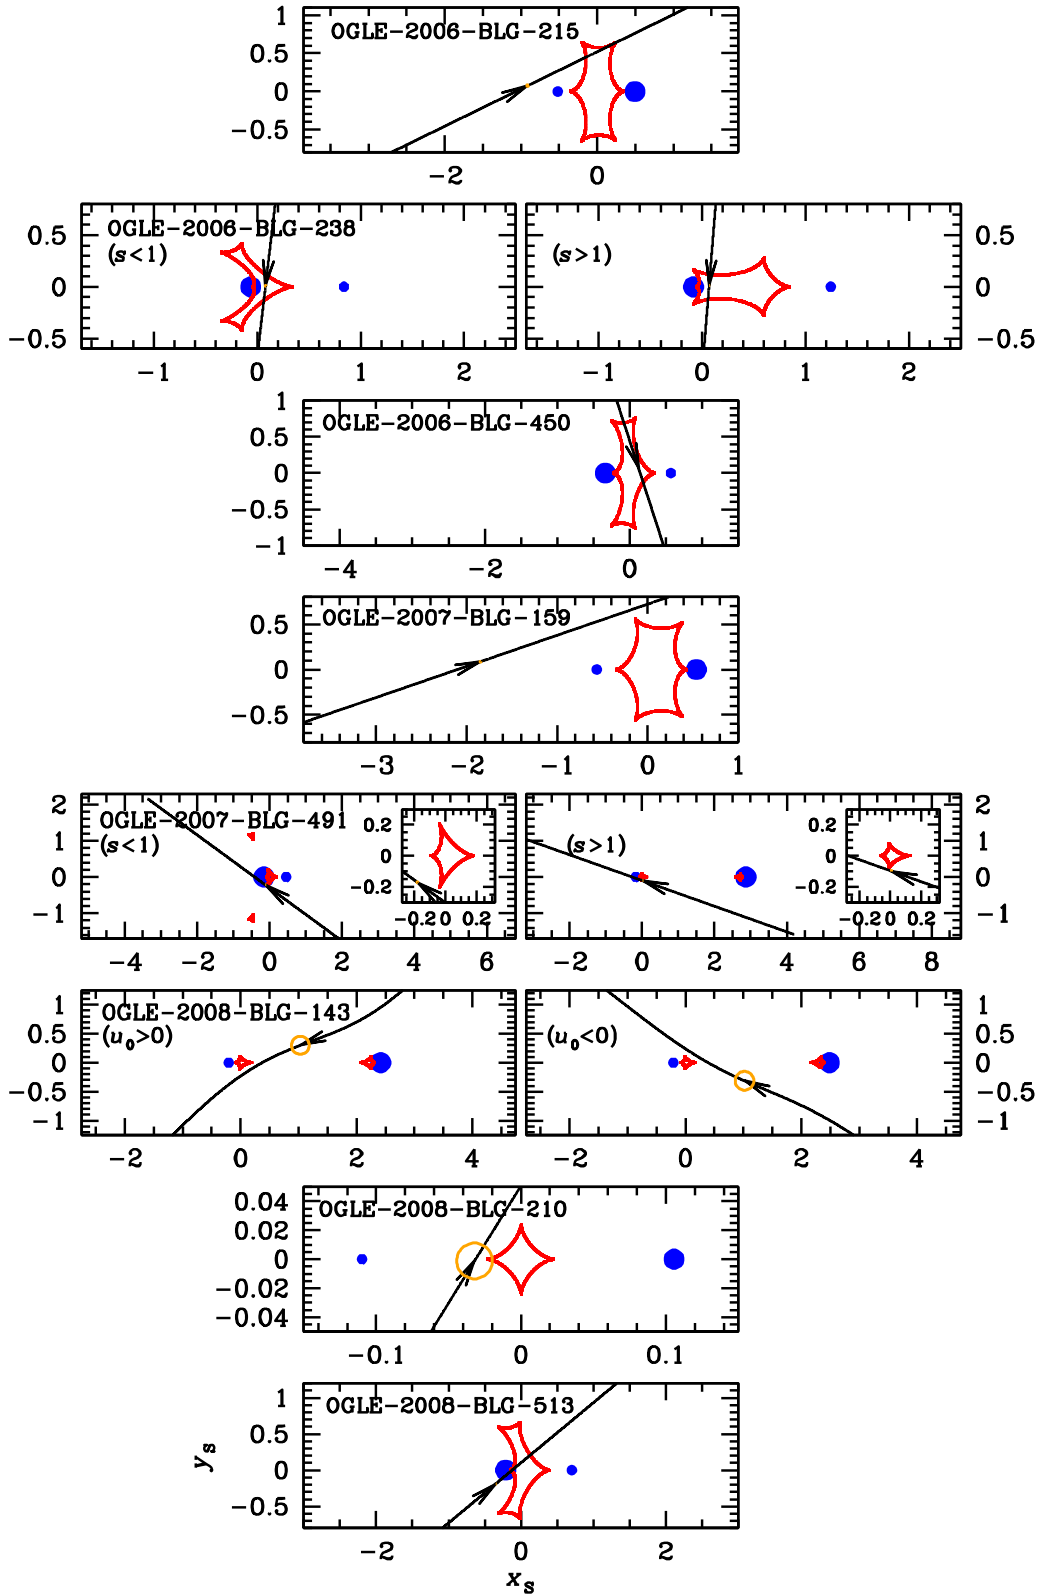 OGLE-2006-BLG-215
1
0.5
0
-0.5
-2 0
OGLE-2006-BLG-238
(s<1)
(s>1)
0.5 0.5
0 0
-0.5 -0.5
-1 0 1 2 -1 0 1 2
OGLE-2006-BLG-450
1
0.5
0
-0.5
-1
-4 -2 0
OGLE-2007-BLG-159
0.5
0
-0.5
-3 -2 -1 0 1
OGLE-2007-BLG-491
(s<1)
(s>1)
2 2
1 1
0 0
-1 -1
0.2 0.2
0 0
-0.2 -0.2
-0.2 0 0.2 -0.2 0 0.2
-4 -2 0 2 4 6 -2 0 2 4 6 8
OGLE-2008-BLG-143
(u₀>0)
(u₀<0)
1 1
0.5 0.5
0 0
-0.5 -0.5
-1 -1
-2 0 2 4 -2 0 2 4
OGLE-2008-BLG-210
0.04
0.02
0
-0.02
-0.04
-0.1 0 0.1
OGLE-2008-BLG-513
1
0.5
0
-0.5
yₛ
-2 0 2
xₛ